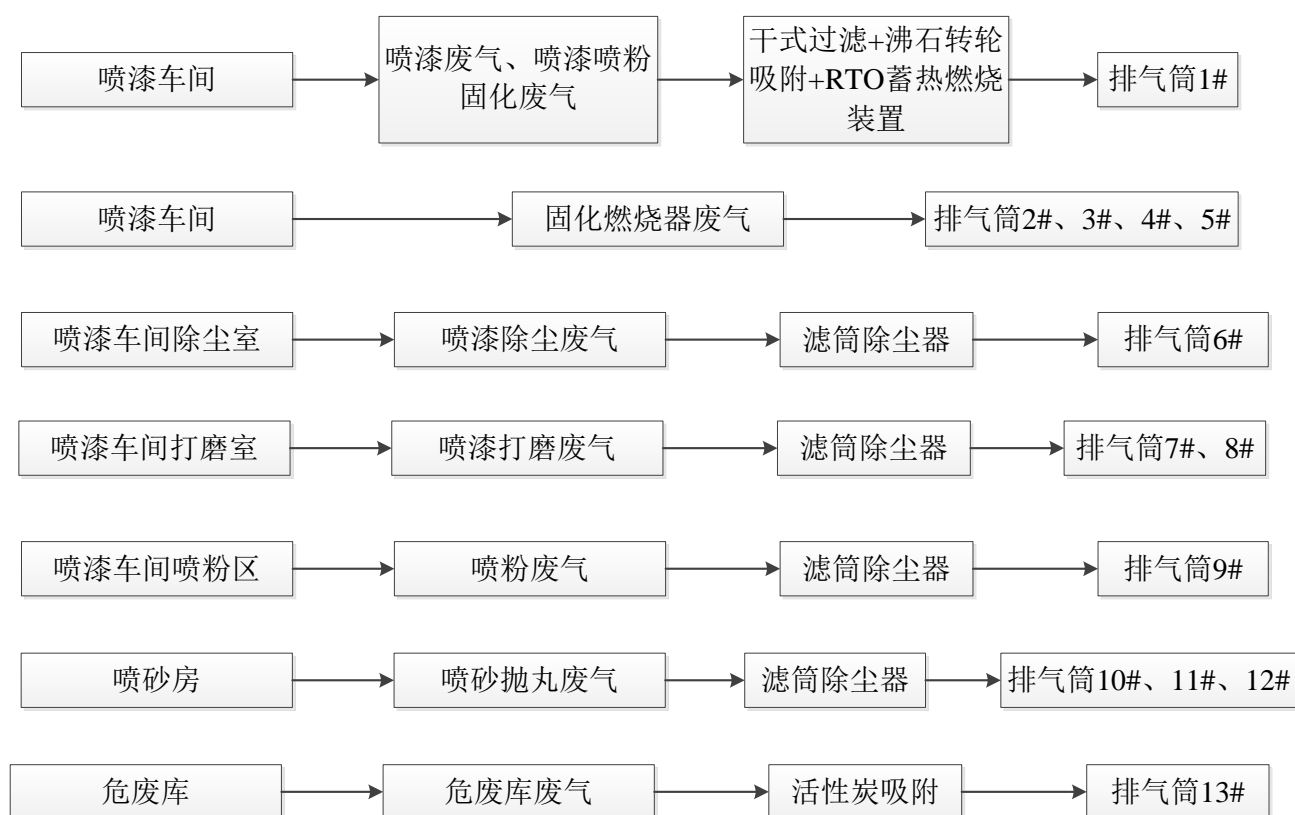 喷漆车间
喷漆废气、喷漆喷粉
固化废气
干式过滤+沸石转轮
吸附+RTO蓄热燃烧
装置
排气筒1#
喷漆车间
固化燃烧器废气
排气筒2#、3#、4#、5#
喷漆车间除尘室
喷漆除尘废气
滤筒除尘器
排气筒6#
喷漆车间打磨室
喷漆打磨废气
滤筒除尘器
排气筒7#、8#
喷漆车间喷粉区
喷粉废气
滤筒除尘器
排气筒9#
喷砂房
喷砂抛丸废气
滤筒除尘器
排气筒10#、11#、12#
危废库
危废库废气
活性炭吸附
排气筒13#